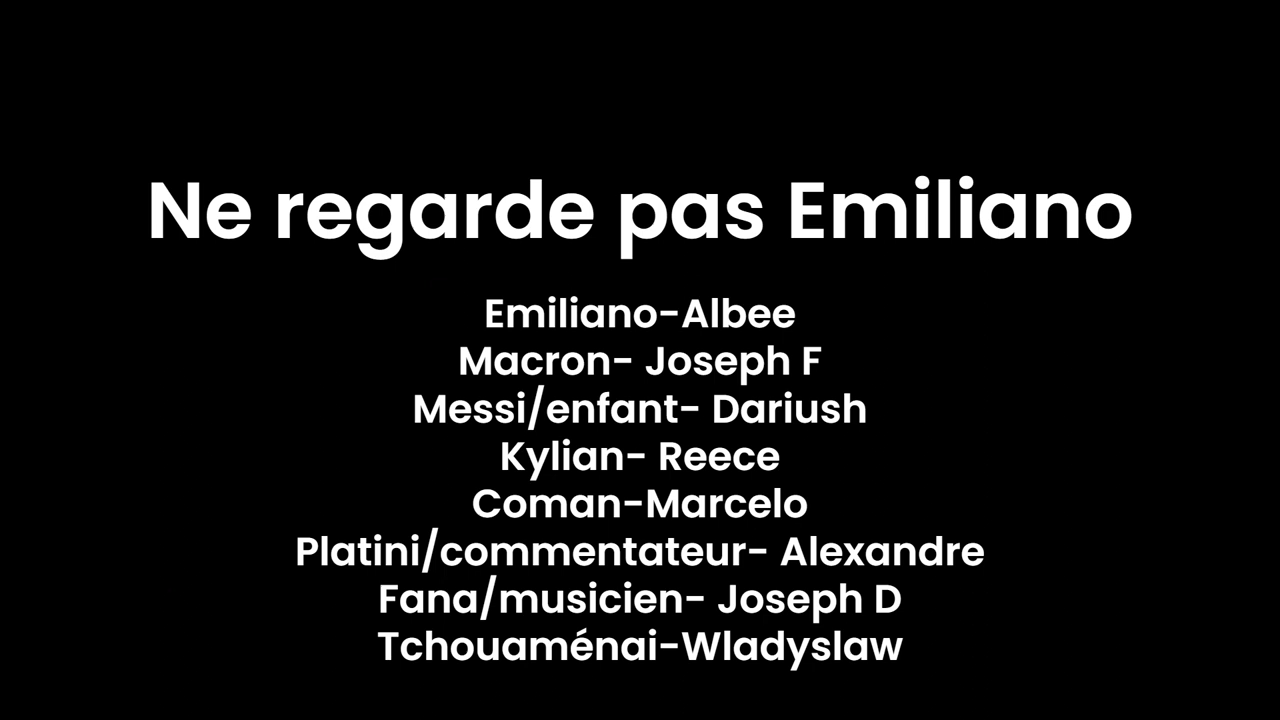 Ne regarde pas Emiliano
Emiliano-Albee
Macron- Joseph F
Messi/enfant- Dariush
Kylian- Reece
Coman-Marcelo
Platini/commentateur- Alexandre
Fana/musicien- Joseph D
Tchouaménai-Wladyslaw